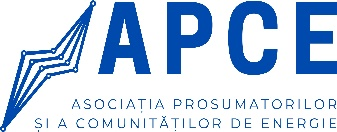 APCE
ASOCIAȚIA PROSUMATORILOR
ȘI A COMUNITĂȚILOR DE ENERGIE